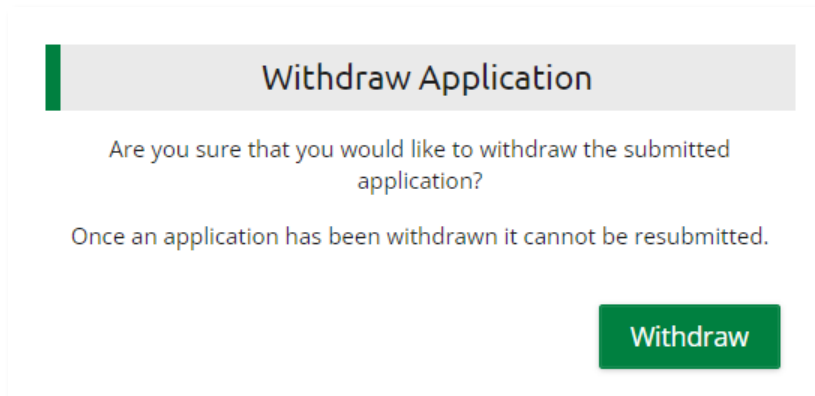 Withdraw Application
Are you sure that you would like to withdraw the submitted
application?
Once an application has been withdrawn it cannot be resubmitted.
Withdraw